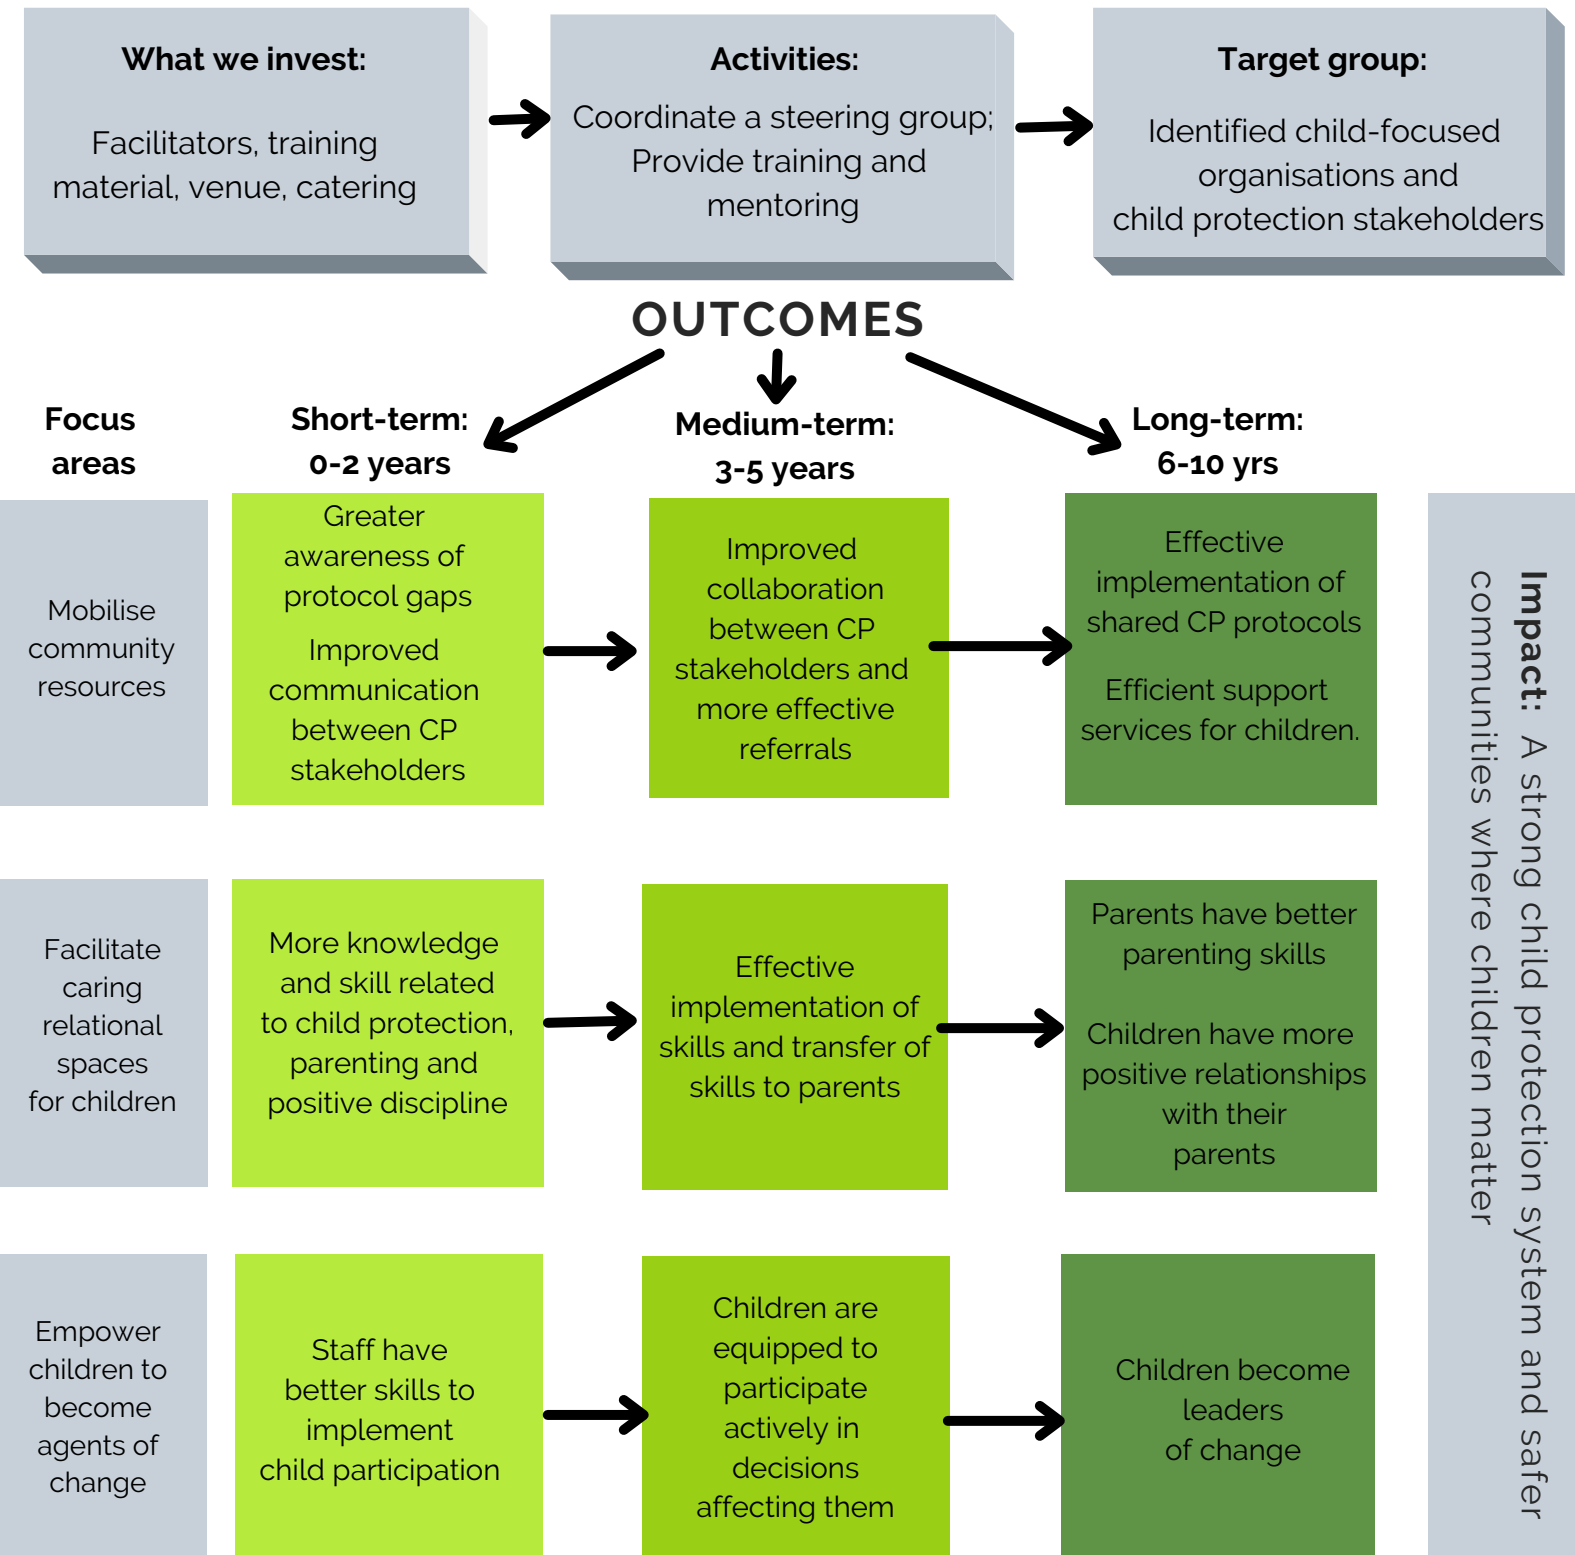 What we invest:
Facilitators, training
material, venue, catering
Activities:
Coordinate a steering group;
Provide training and
mentoring
Target group:
Identified child-focused
organisations and
child protection stakeholders
OUTCOMES
Focus
areas
Short-term:
0-2 years
Medium-term:
3-5 years
Long-term:
6-10 yrs
Mobilise
community
resources
Greater
awareness of
protocol gaps
Improved
communication
between CP
stakeholders
Improved
collaboration
between CP
stakeholders and
more effective
referrals
Effective
implementation of
shared CP protocols
Efficient support
services for children.
Facilitate
caring
relational
spaces
for children
More knowledge
and skill related
to child protection,
parenting and
positive discipline
Effective
implementation of
skills and transfer of
skills to parents
Parents have better
parenting skills
Children have more
positive relationships
with their
parents
Empower
children to
become
agents of
change
Staff have
better skills to
implement
child participation
Children are
equipped to
participate
actively in
decisions
affecting them
Children become
leaders
of change
Impact: A strong child protection system and safer
communities where children matter